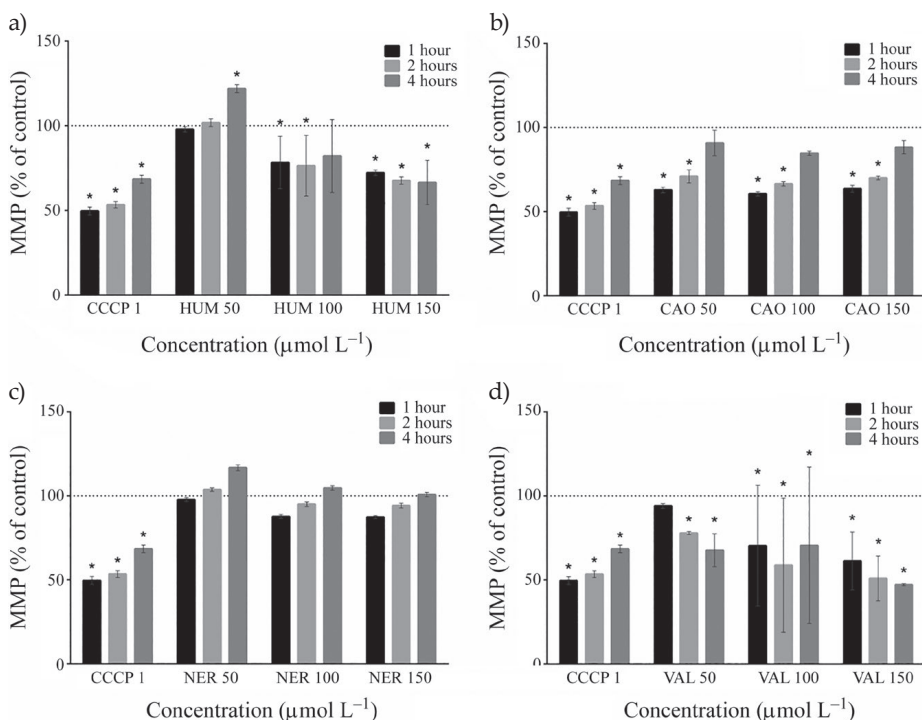 a)
150
100
50
0
MMP (% of control)
1 hour
2 hours
4 hours
* * *
*
* *
* * *
CCCP 1 HUM 50 HUM 100 HUM 150
Concentration (µmol L–1)
b)
150
100
50
0
MMP (% of control)
1 hour
2 hours
4 hours
* * *
* *
* *
* *
CCCP 1 CAO 50 CAO 100 CAO 150
Concentration (µmol L–1)
c)
150
100
50
0
MMP (% of control)
1 hour
2 hours
4 hours
* * *
CCCP 1 NER 50 NER 100 NER 150
Concentration (µmol L–1)
d)
150
100
50
0
MMP (% of control)
1 hour
2 hours
4 hours
* * *
* *
* * *
* * *
CCCP 1 VAL 50 VAL 100 VAL 150
Concentration (µmol L–1)